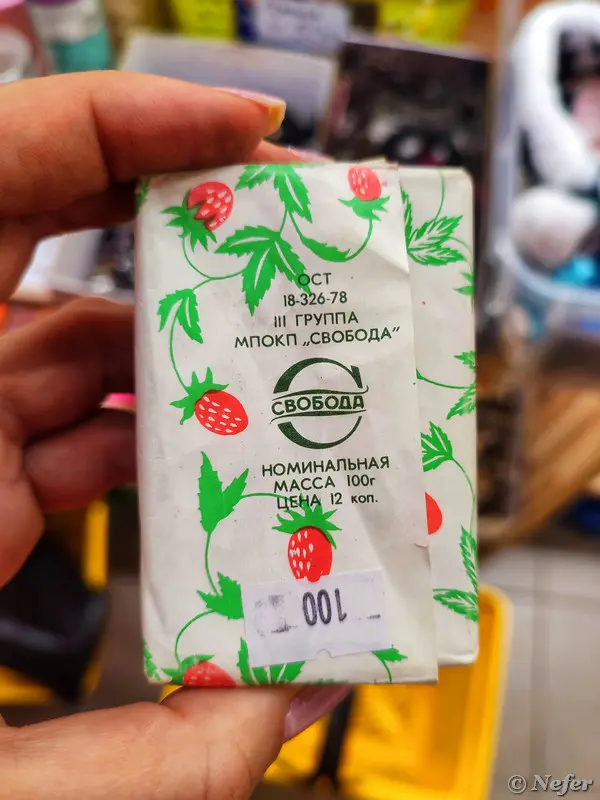 ОСТ
18-326-78
III ГРУППА
МПОКП „СВОБОДА"
СВОБОДА
НОМИНАЛЬНАЯ
МАССА 100г
ЦЕНА 12 коп.
100
© Nefer